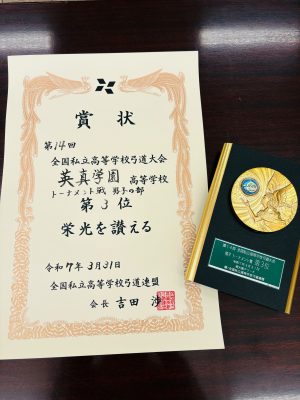 賞状
第14回
全国私立高等学校弓道大会
英真学園 高等学校
トーナメント戦 男子の部
第3位
栄光を讃える
令和7年3月31日
全国私立高等学校弓道連盟
会長 吉田
第3位